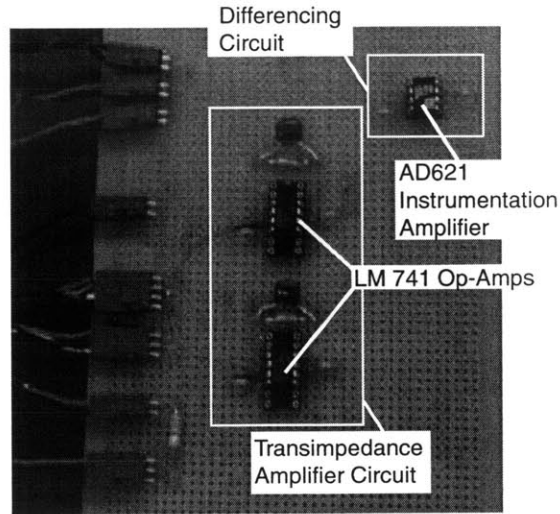 Differencing
Circuit
AD621
Instrumentation
Amplifier
LM 741 Op-Amps
Transimpedance
Amplifier Circuit